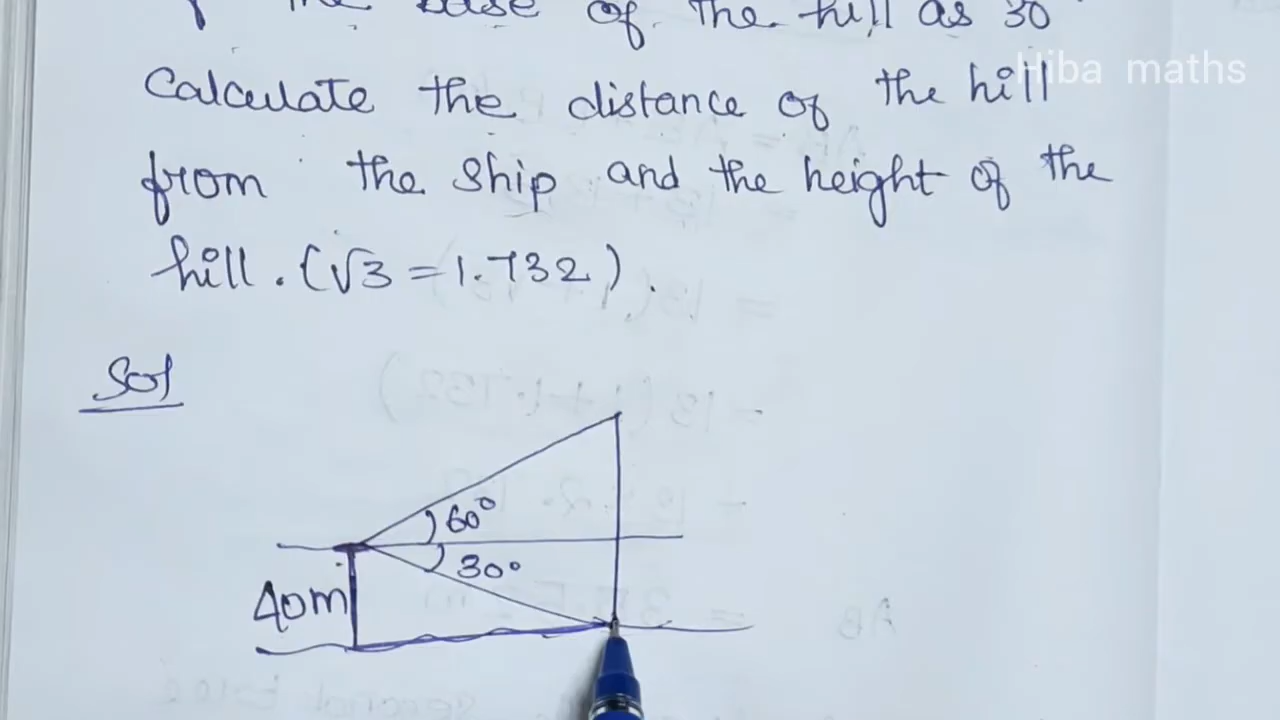 the base of the hill as 30°
Hiba maths
Calculate the distance of the hill
from the ship and the height of the
hill. (√3 = 1.732).
Sol
60°
30°
40m